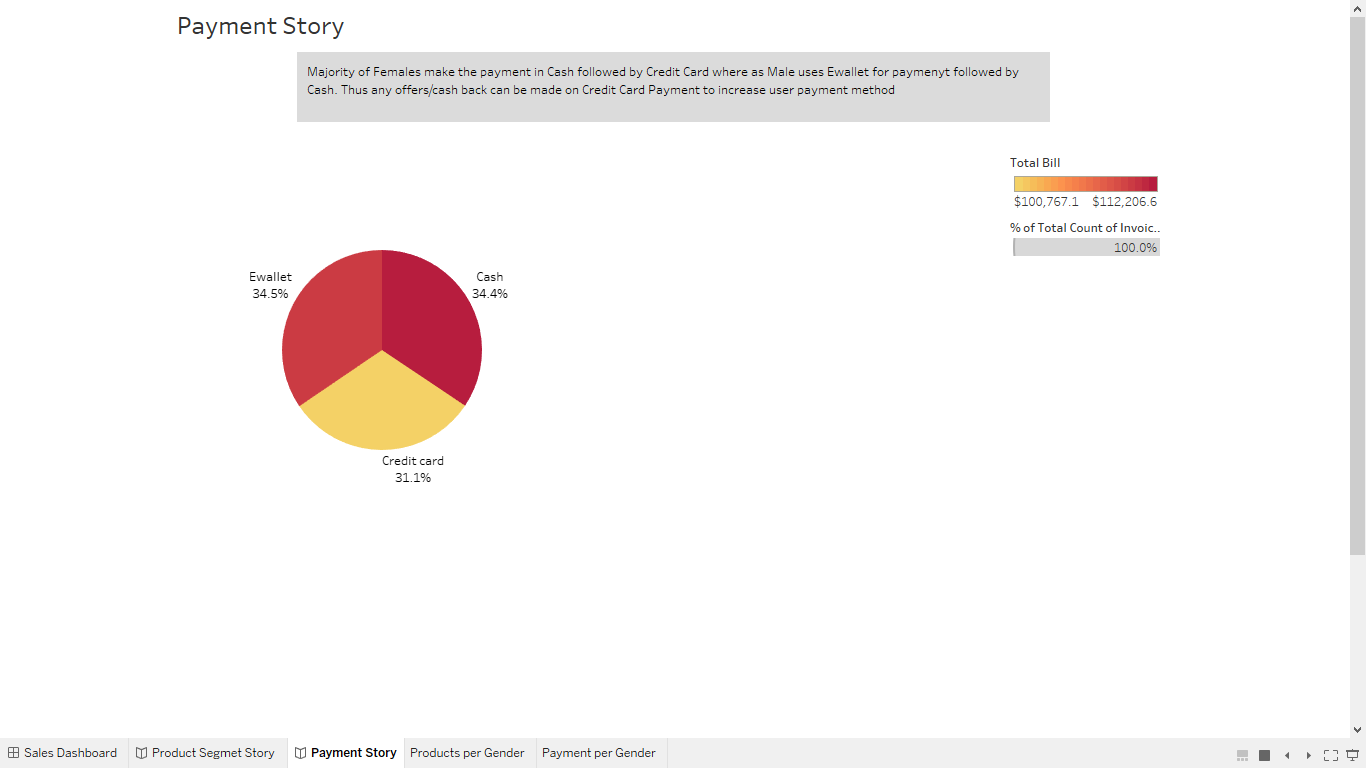 Payment Story
Majority of Females make the payment in Cash followed by Credit Card where as Male uses Ewallet for paymenyt followed by
Cash. Thus any offers/cash back can be made on Credit Card Payment to increase user payment method
Total Bill
$100,767.1 $112,206.6
% of Total Count of Invoic..
100.0%
Ewallet
34.5%
Cash
34.4%
Credit card
31.1%
Sales Dashboard Product Segmet Story Payment Story Products per Gender Payment per Gender